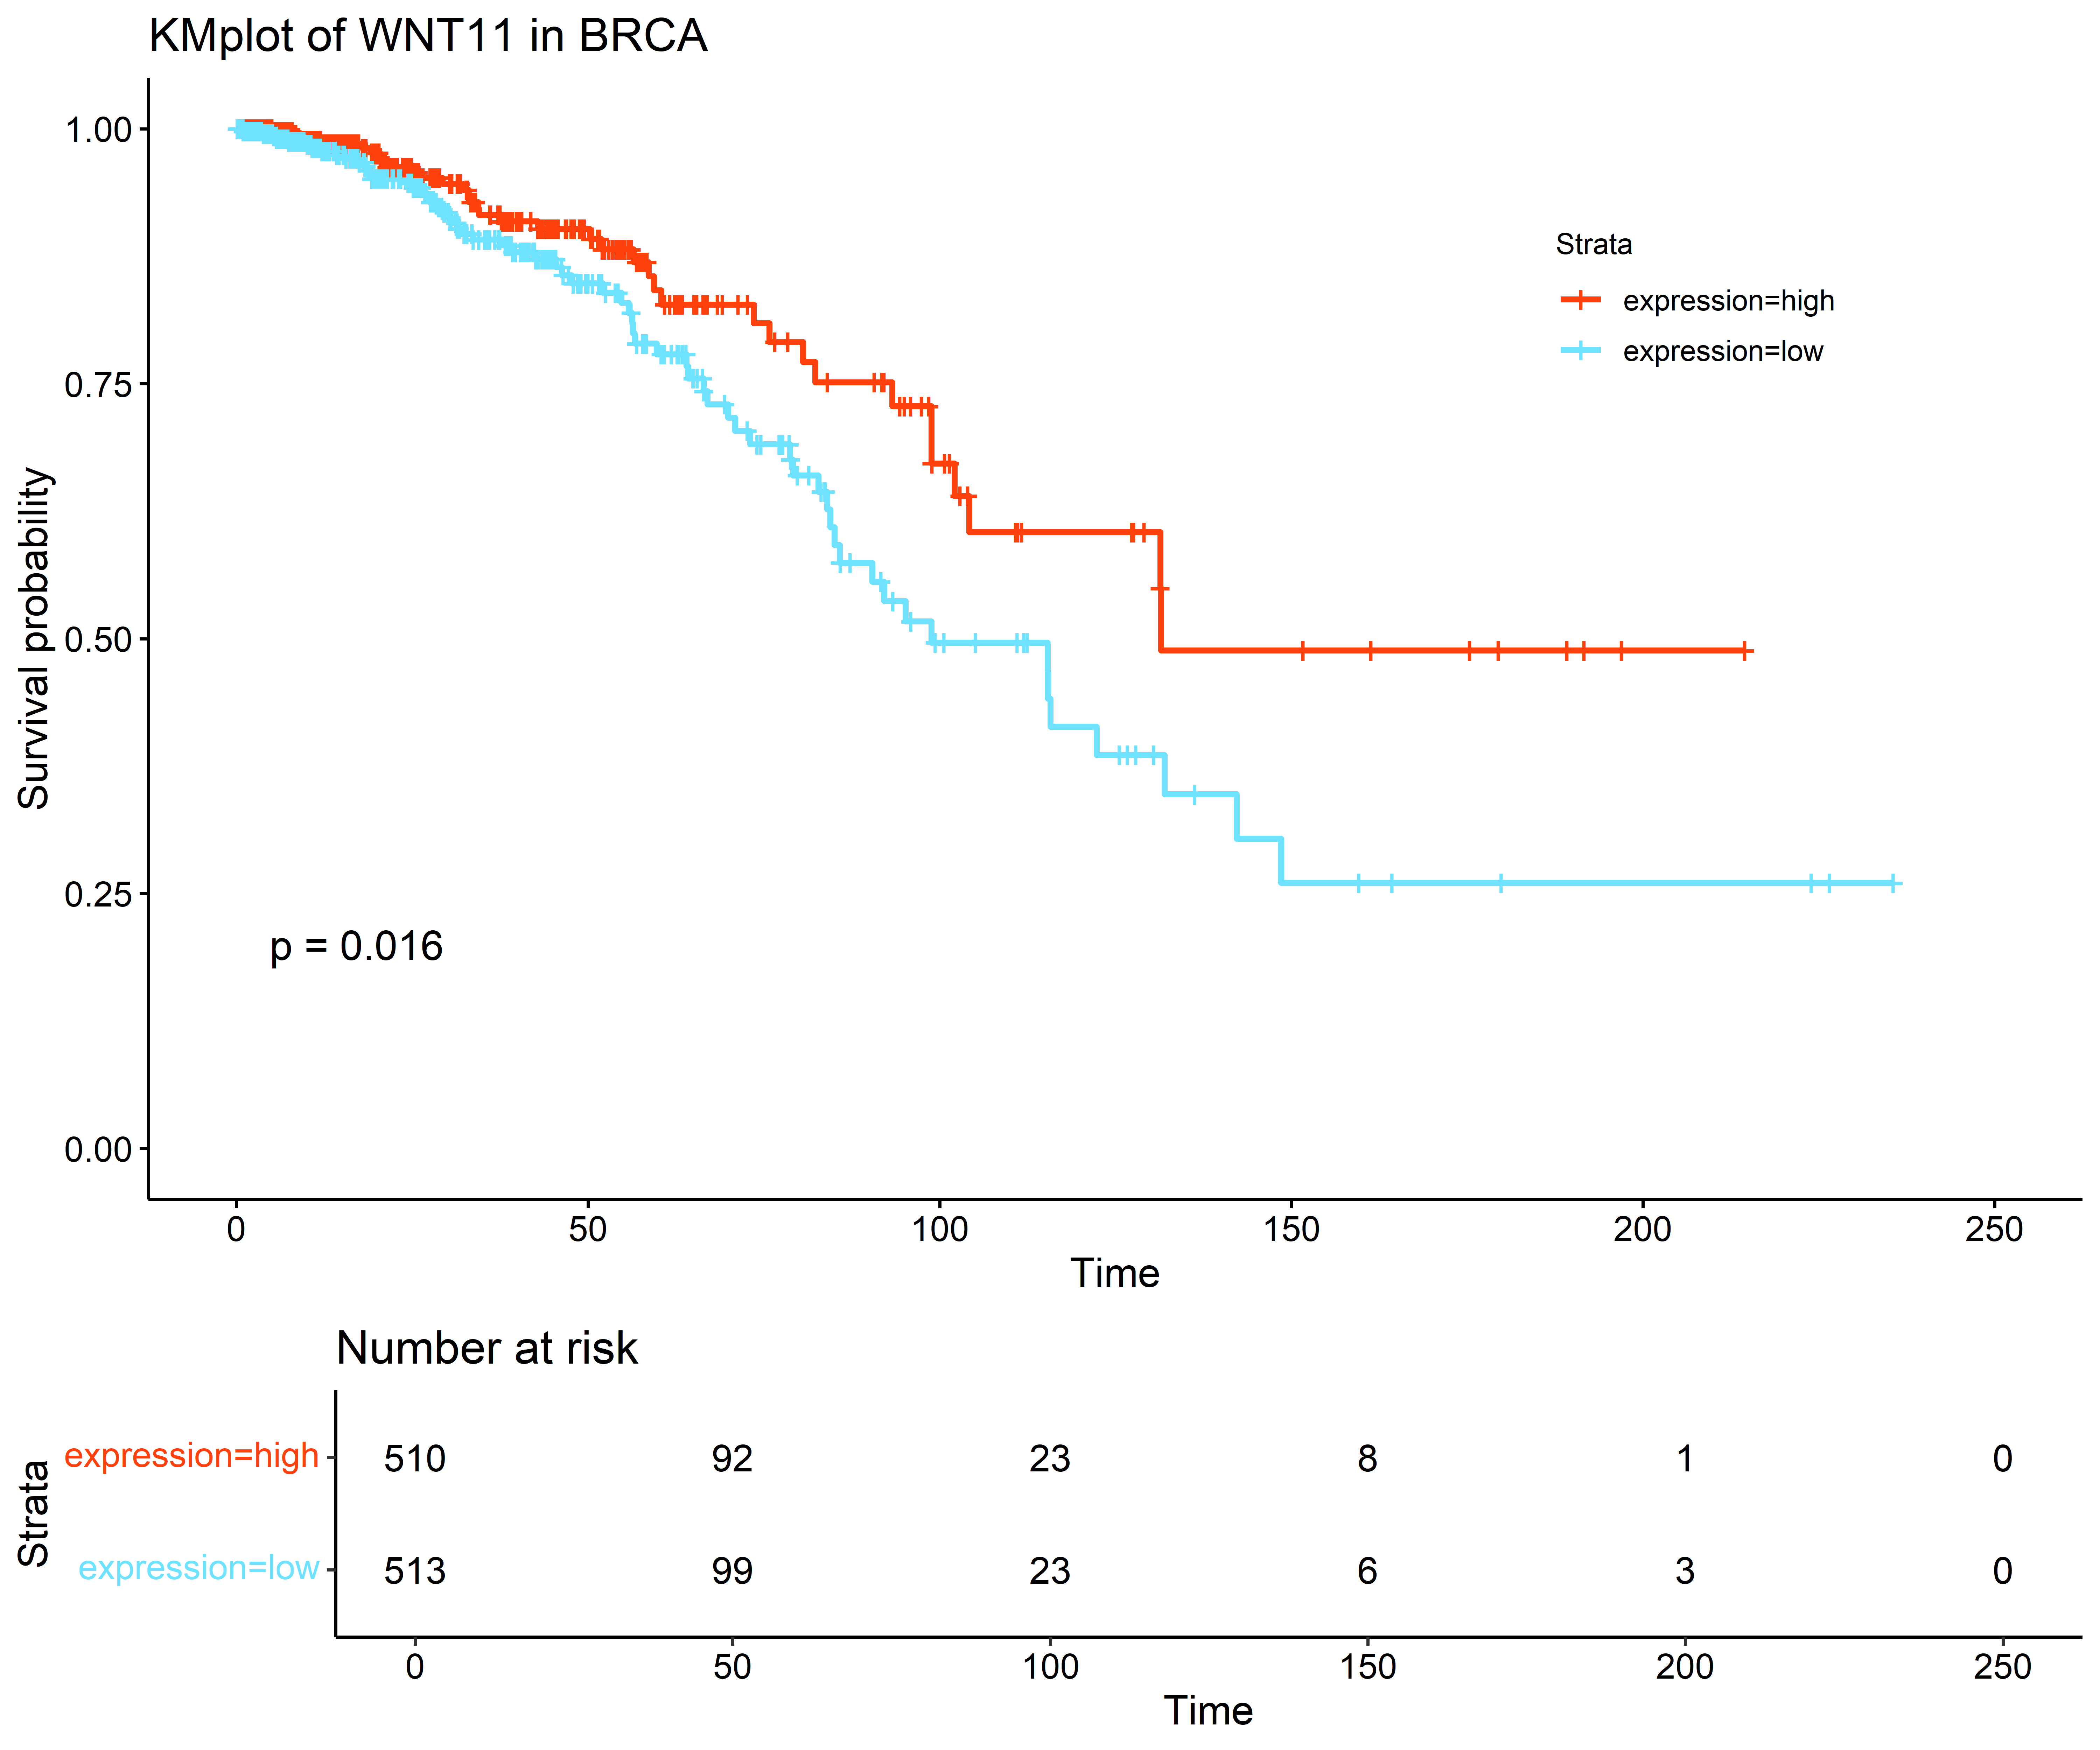 KMplot of WNT11 in BRCA
Survival probability
1.00
0.75
0.50
0.25
0.00
Strata
expression=high
expression=low
p = 0.016
0 50 100 150 200 250
Time
Number at risk
Strata
expression=high 510 92 23 8 1 0
expression=low 513 99 23 6 3 0
0 50 100 150 200 250
Time